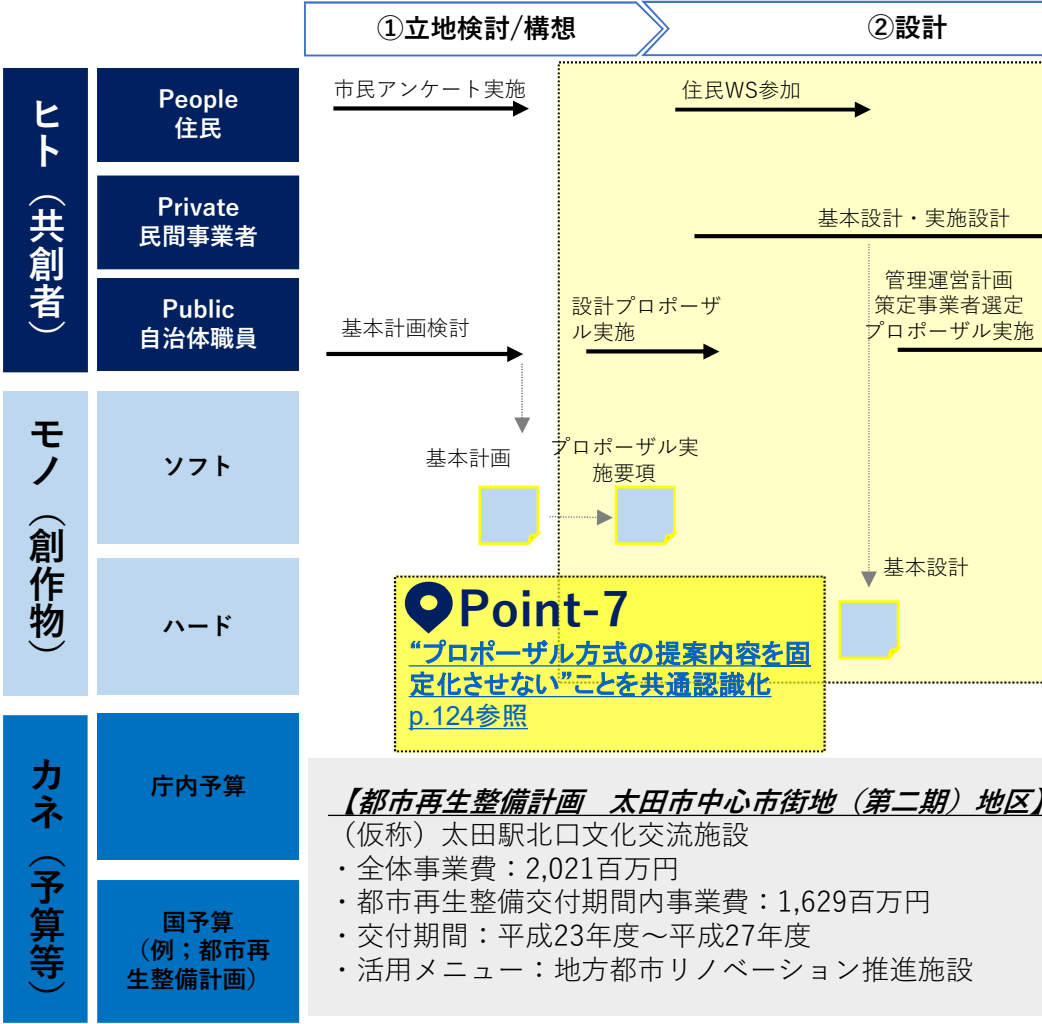 ①立地検討/構想
②設計
ヒト（共創者）
People
住民
市民アンケート実施
住民WS参加
Private
民間事業者
基本設計・実施設計
Public
自治体職員
基本計画検討
設計プロポーザ
ル実施
管理運営計画
策定事業者選定
プロポーザル実施
モノ（創作物）
ソフト
基本計画
プロポーザル実
施要項
ハード
基本設計
Point-7
“プロポーザル方式の提案内容を固
定化させない”ことを共通認識化
p.124参照
カネ（予算等）
庁内予算
国予算
（例；都市再
生整備計画）
【都市再生整備計画　太田市中心市街地（第二期）地区】
（仮称）太田駅北口文化交流施設
・全体事業費：2,021百万円
・都市再生整備交付期間内事業費：1,629百万円
・交付期間：平成23年度～平成27年度
・活用メニュー：地方都市リノベーション推進施設